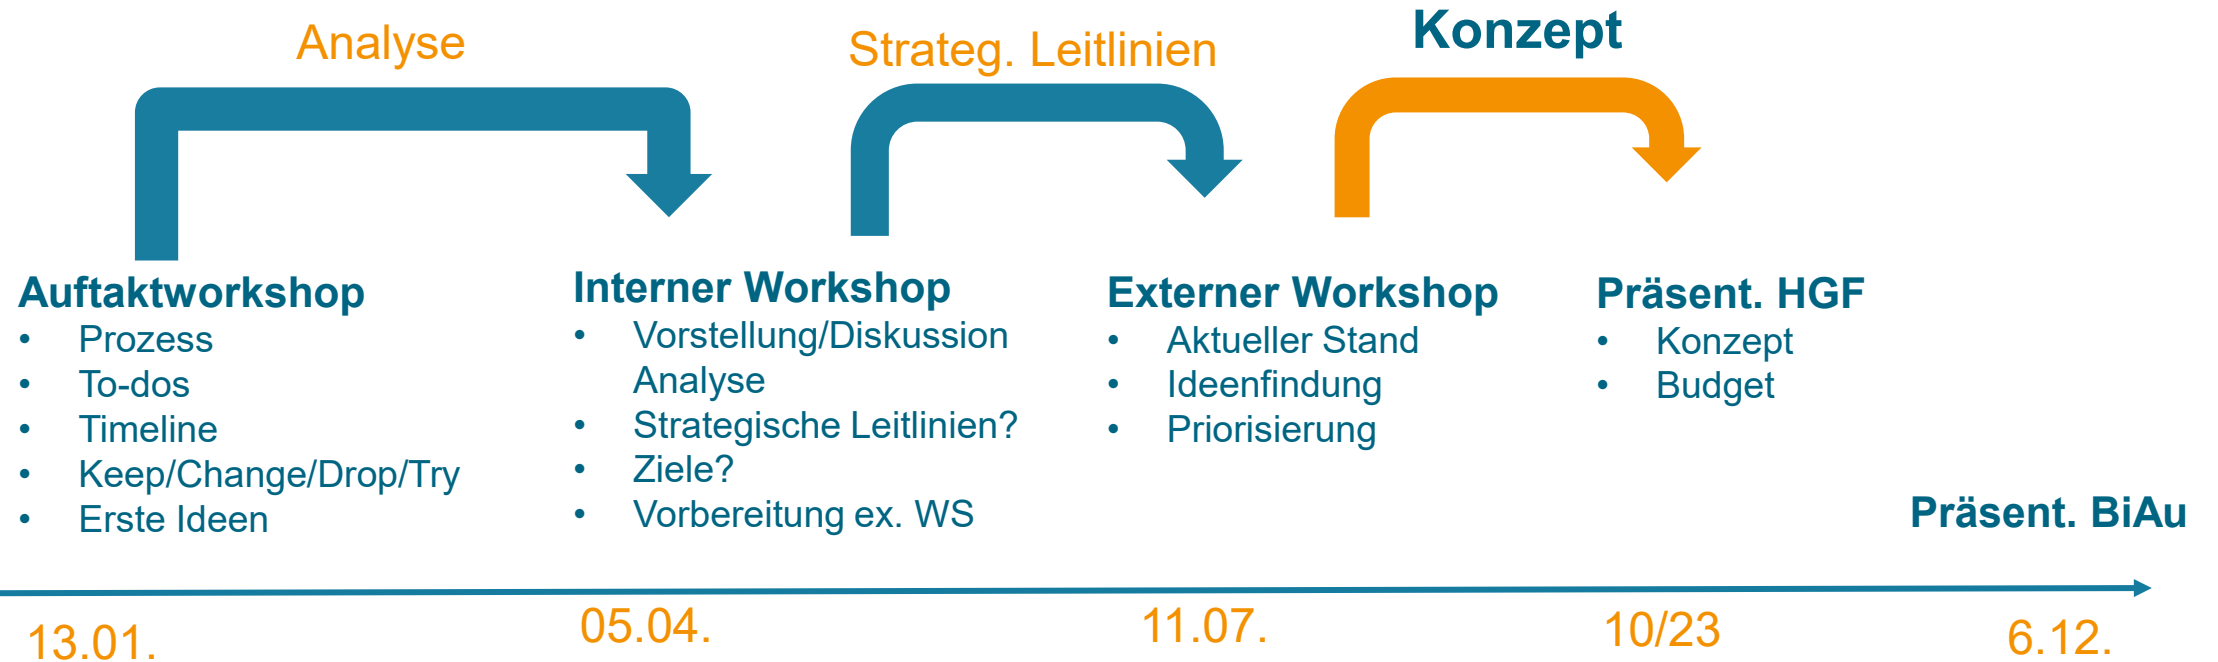 Analyse
Strateg. Leitlinien
Konzept
Auftaktworkshop
• Prozess
• To-dos
• Timeline
• Keep/Change/Drop/Try
• Erste Ideen
Interner Workshop
• Vorstellung/Diskussion
Analyse
• Strategische Leitlinien?
• Ziele?
• Vorbereitung ex. WS
Externer Workshop
• Aktueller Stand
• Ideenfindung
• Priorisierung
Präsent. HGF
• Konzept
• Budget
Präsent. BiAu
13.01.
05.04.
11.07.
10/23
6.12.